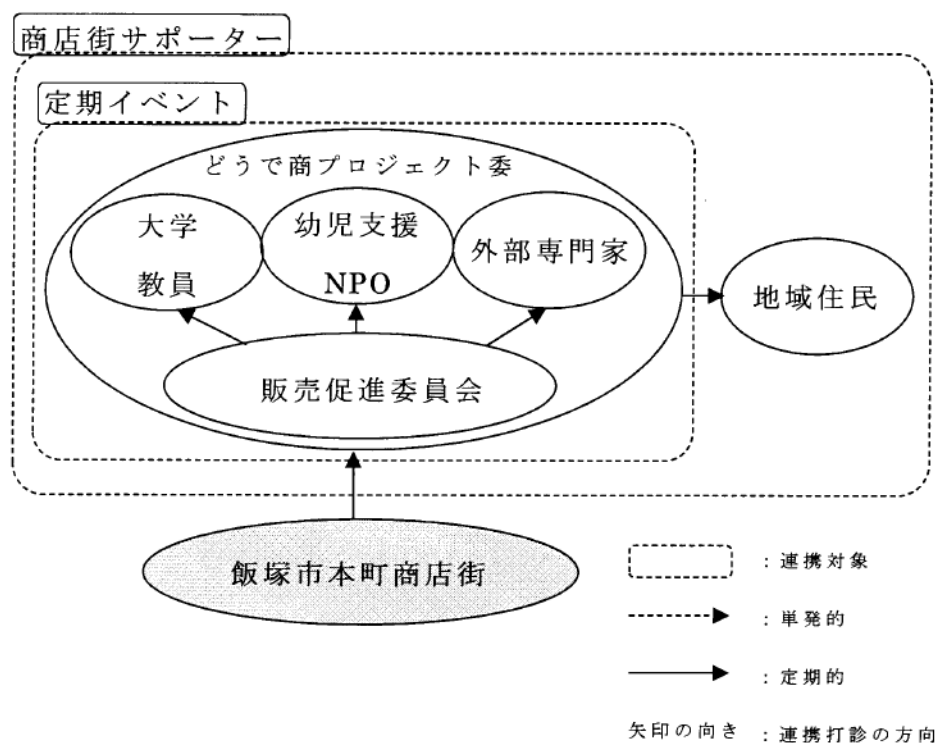 商店街サポーター
定期イベント
どうで商プロジェクト委
大学
教員
幼児支援
NPO
外部専門家
地域住民
販売促進委員会
飯塚市本町商店街
：連携対象
：単発的
：定期的
矢印の向き ：連携打診の方向